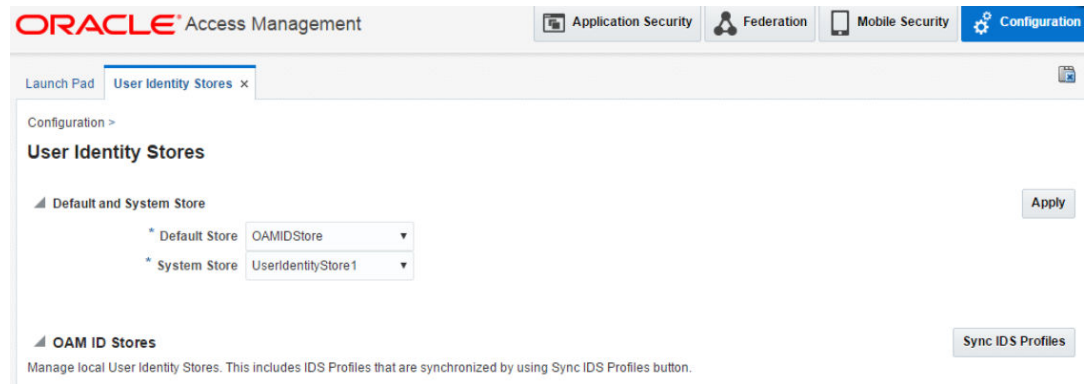 ORACLE Access Management
Application Security
Federation
Mobile Security
Configuration
Launch Pad
User Identity Stores ×
Configuration >
User Identity Stores
Default and System Store
Apply
* Default Store OAMIDStore
* System Store UserIdentityStore1
OAM ID Stores
Sync IDS Profiles
Manage local User Identity Stores. This includes IDS Profiles that are synchronized by using Sync IDS Profiles button.